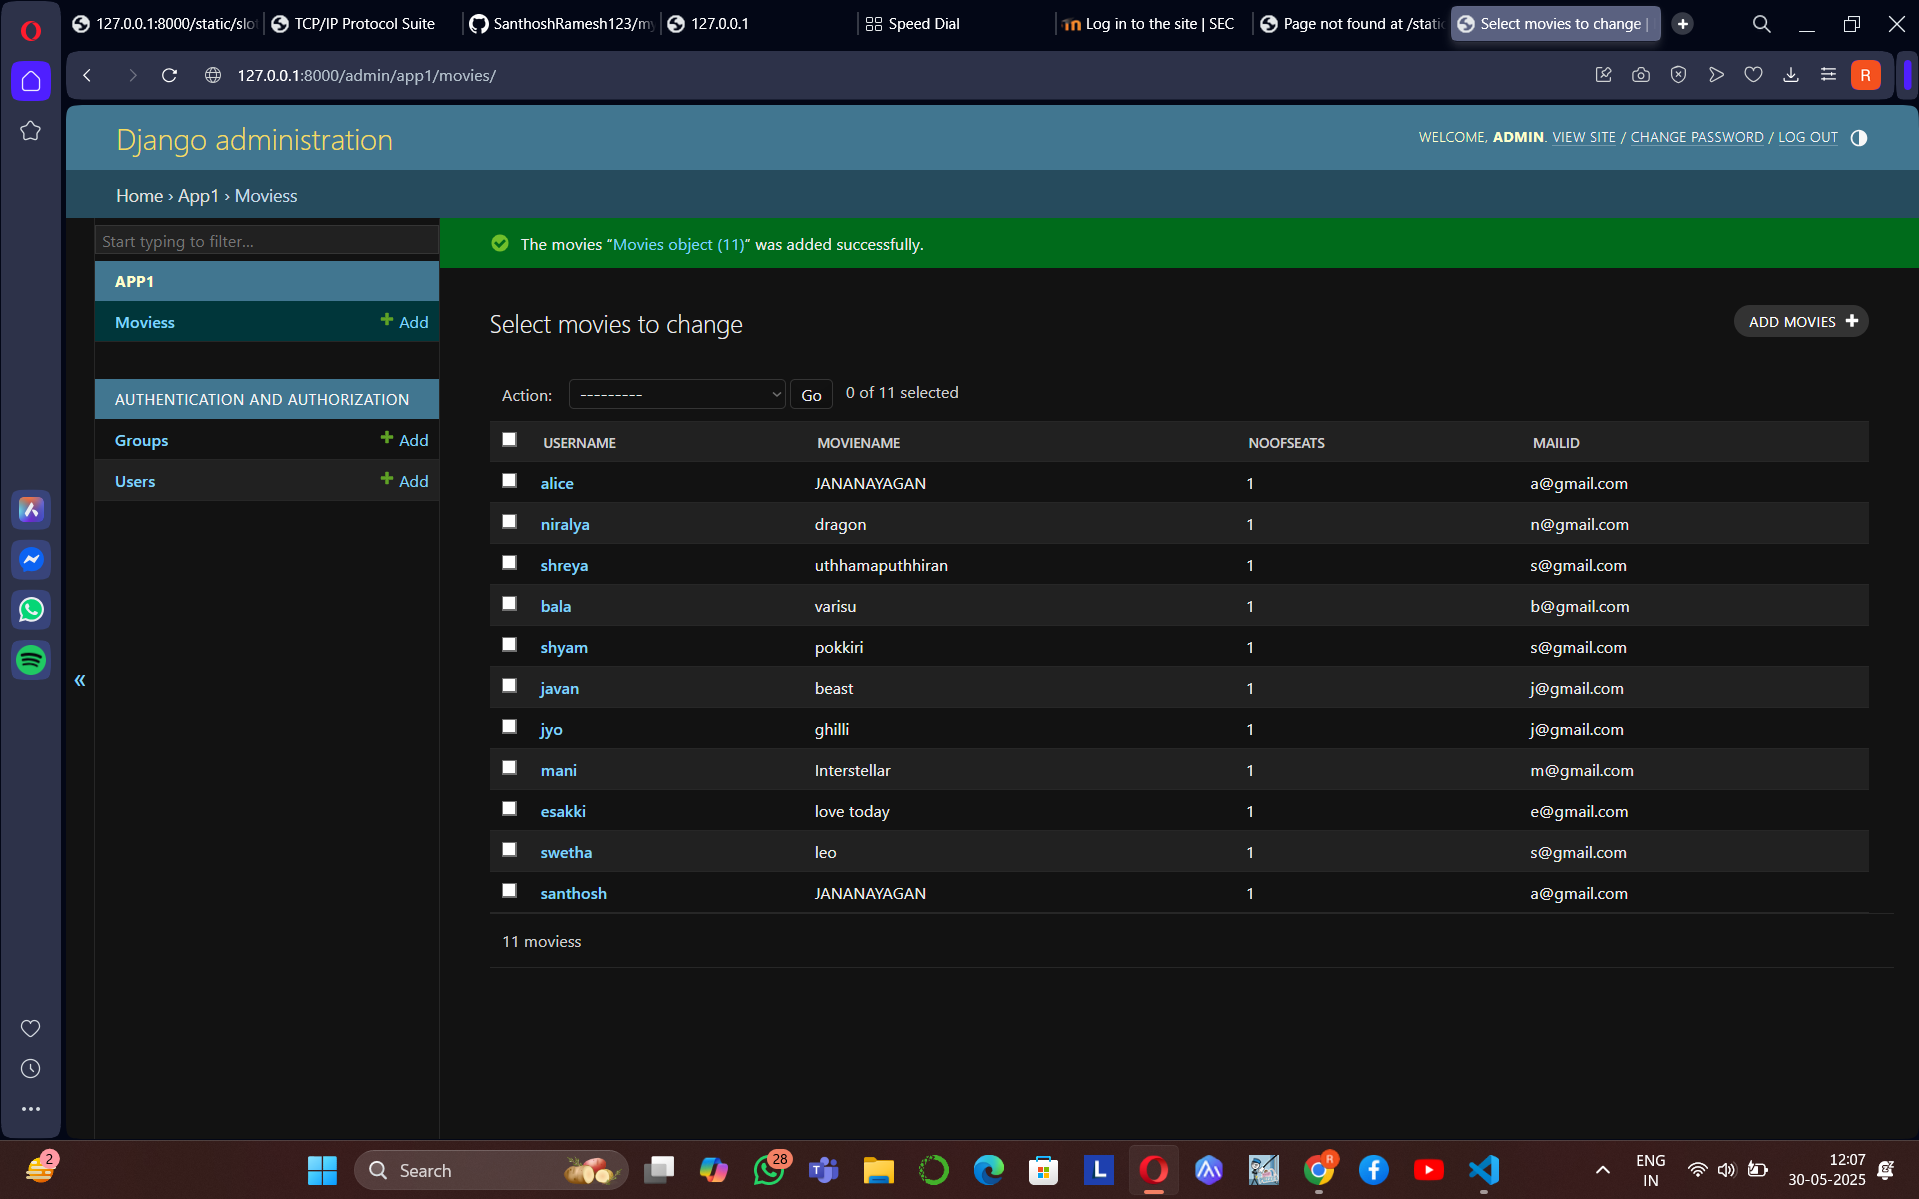 127.0.0.1:8000/static/slo
TCP/IP Protocol Suite
SanthoshRamesh123/my
127.0.0.1
Speed Dial
Log in to the site | SEC
Page not found at /static
Select movies to change |
127.0.0.1:8000/admin/app1/movies/
R
Django administration
WELCOME, ADMIN. VIEW SITE / CHANGE PASSWORD / LOG OUT
Home › App1 › Moviess
Start typing to filter...
The movies “Movies object (11)” was added successfully.
APP1
Moviess Add
AUTHENTICATION AND AUTHORIZATION
Groups Add
Users Add
«
Select movies to change
ADD MOVIES
Action: --------- Go 0 of 11 selected
USERNAME MOVIENAME NOOFSEATS MAILID
alice JANANAYAGAN 1 a@gmail.com
niralya dragon 1 n@gmail.com
shreya uthhamaputhhiran 1 s@gmail.com
bala varisu 1 b@gmail.com
shyam pokkiri 1 s@gmail.com
javan beast 1 j@gmail.com
jyo ghilli 1 j@gmail.com
mani Interstellar 1 m@gmail.com
esakki love today 1 e@gmail.com
swetha leo 1 s@gmail.com
santhosh JANANAYAGAN 1 a@gmail.com
11 moviess
2
Search
28
L
R
ENG
IN
12:07
30-05-2025